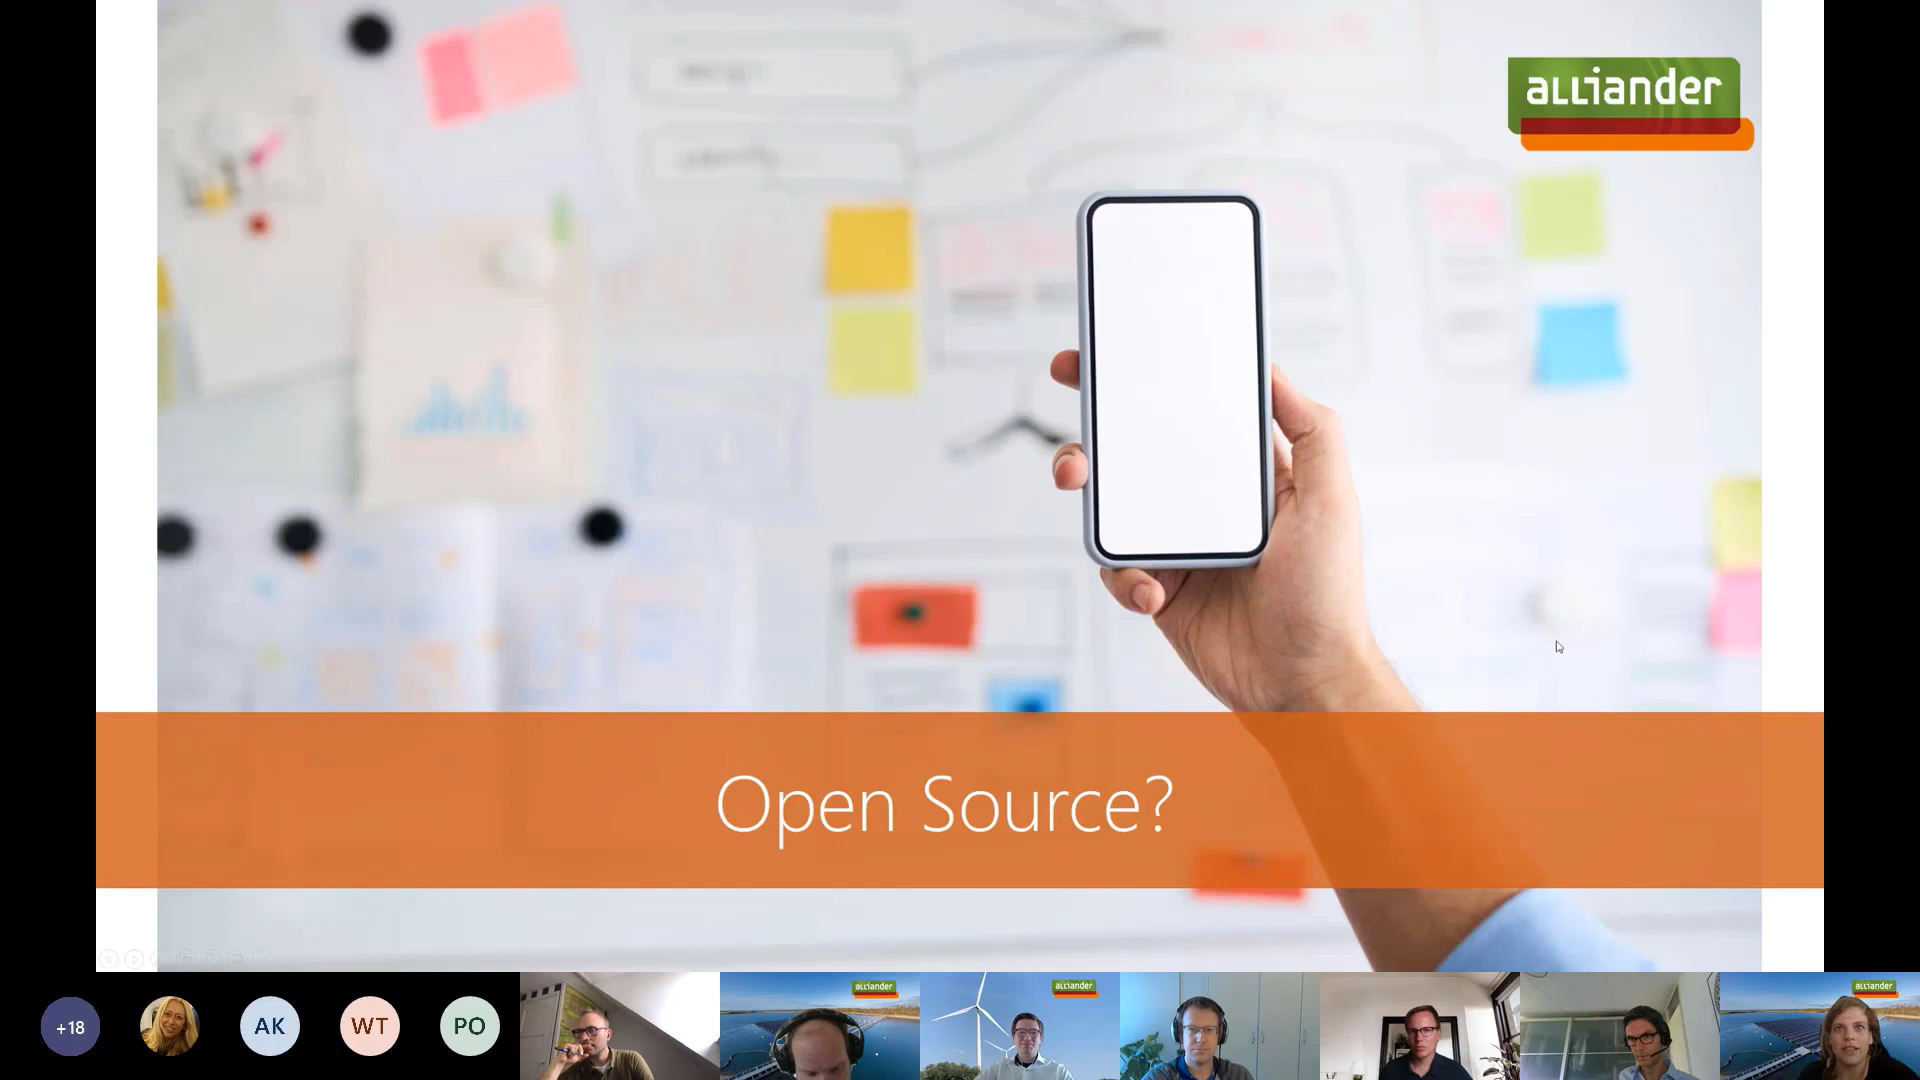 alliander
Open Source?
+18
AK
WT
PO
alliander
alliander
alliander